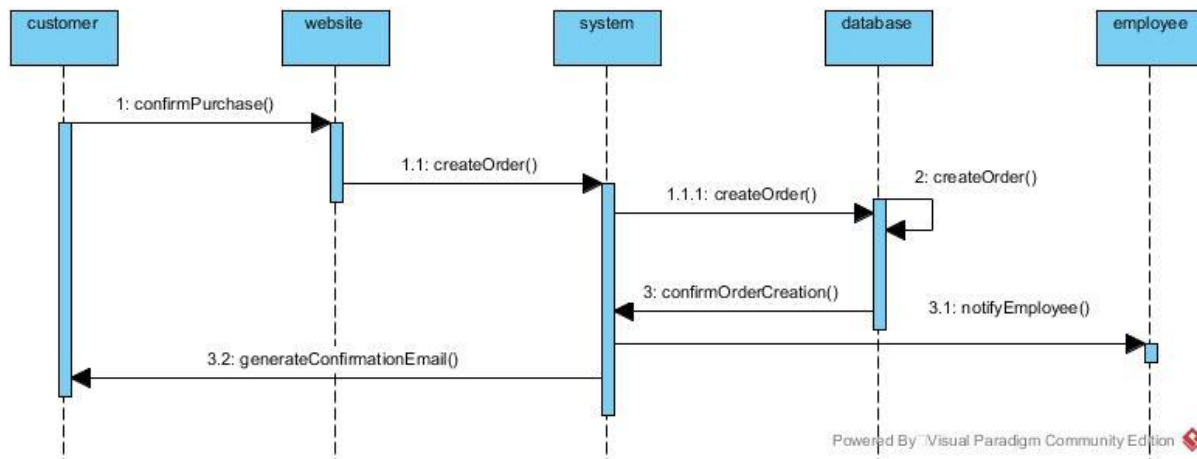 customer
website
system
database
employee
1: confirmPurchase()
1.1: createOrder()
1.1.1: createOrder()
2: createOrder()
3: confirmOrderCreation()
3.1: notifyEmployee()
3.2: generateConfirmationEmail()
Powered By Visual Paradigm Community Edition